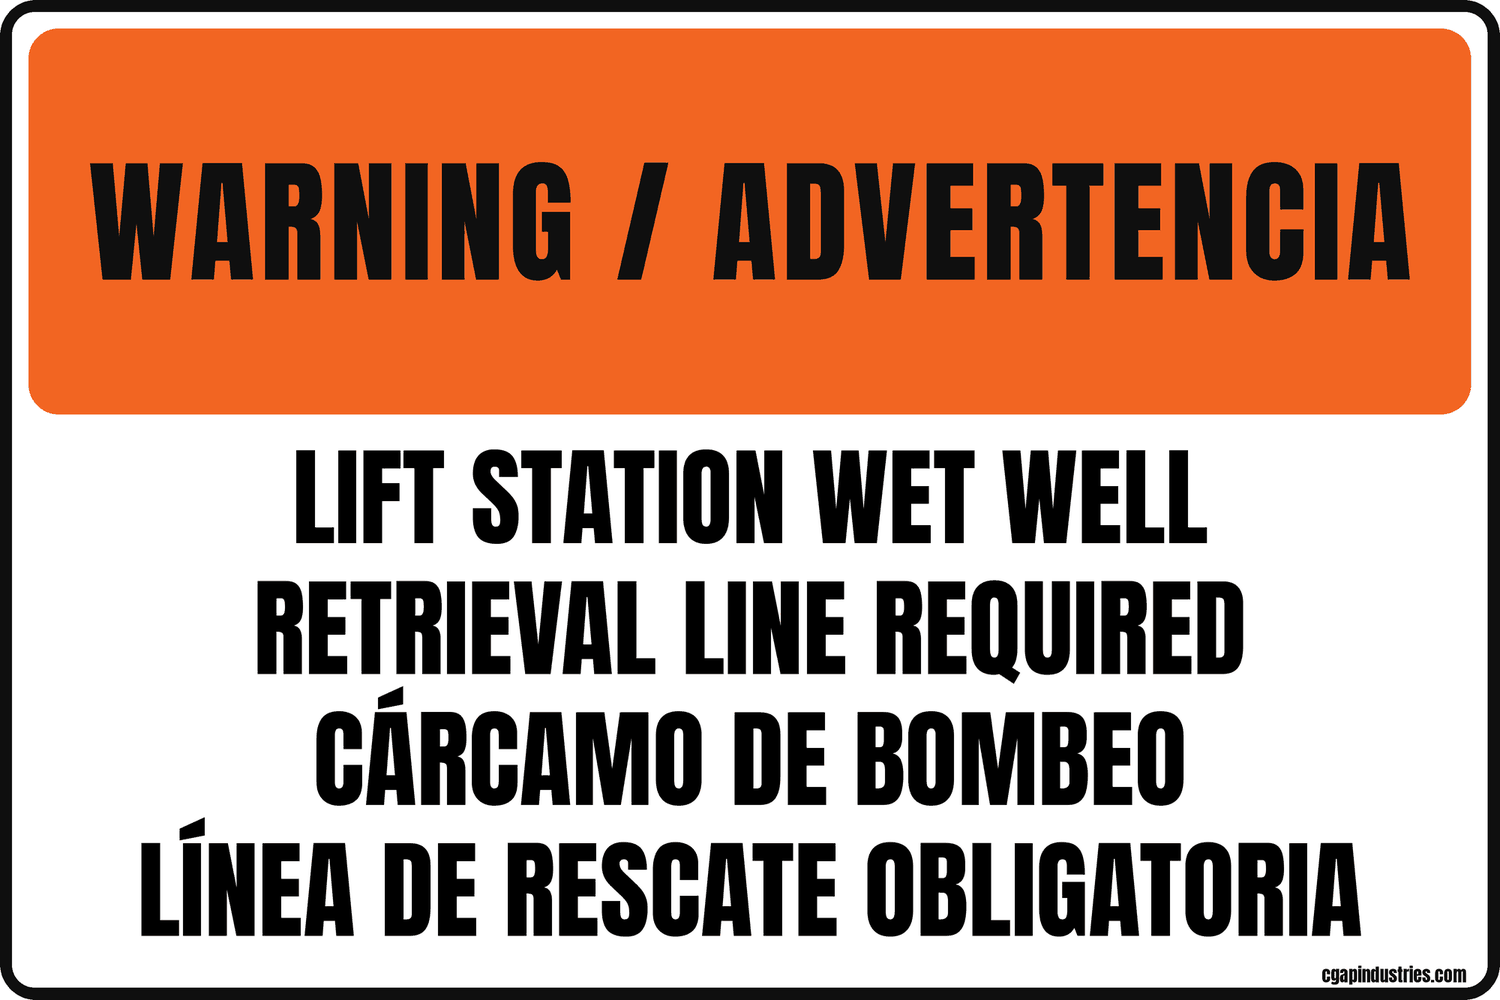 WARNING / ADVERTENCIA
LIFT STATION WET WELL
RETRIEVAL LINE REQUIRED
CÁRCAMO DE BOMBEO
LÍNEA DE RESCATE OBLIGATORIA
cgapindustries.com